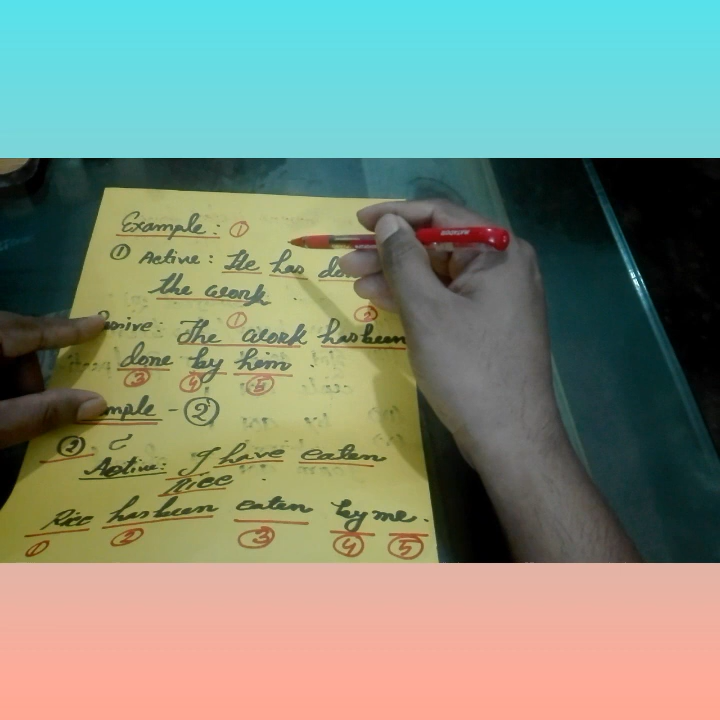 Example: ①
① Active: He has
the work
①
②
The work has been
done by him
③ ④ ⑤
- ②
②
Active: I have eaten
Rice
Rice has been eaten by me.
① ② ③ ④ ⑤